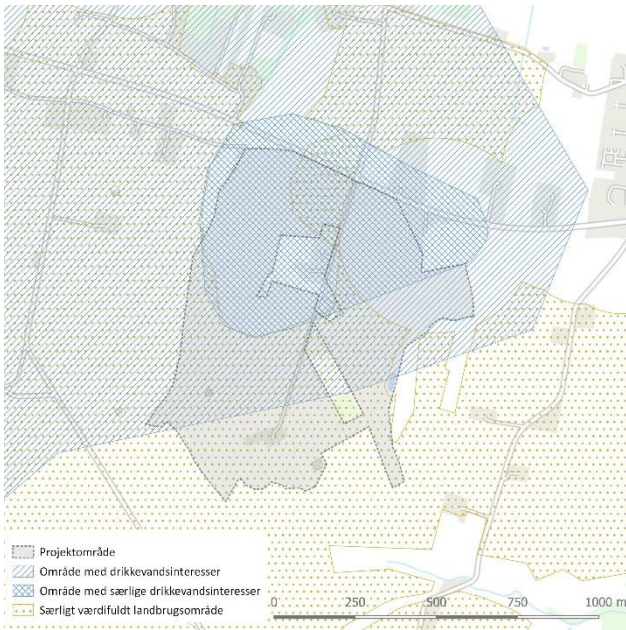 Projektområde
Område med drikkevandsinteresser
Område med særlige drikkevandsinteresser
Særligt værdifuldt landbrugsområde
0 250 500 750 1000 m